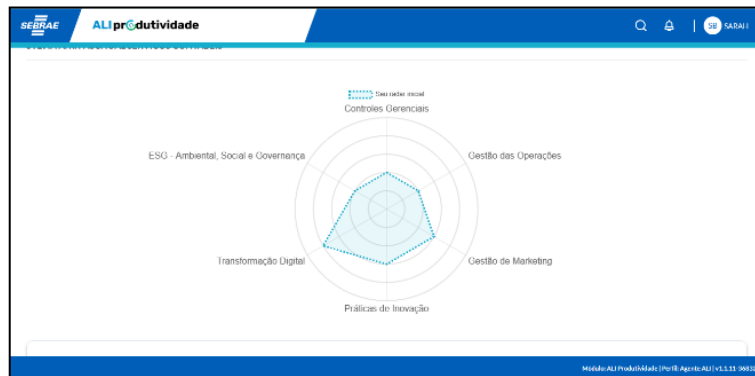 SEBRAE
ALI produtividade
SB SARAH
Seu radar inicial
Controles Gerenciais
ESG - Ambiental, Social e Governança
Gestão das Operações
Transformação Digital
Gestão de Marketing
Práticas de Inovação
Módulo: ALI Produtividade | Perfil: Agente ALI | v1.1.11